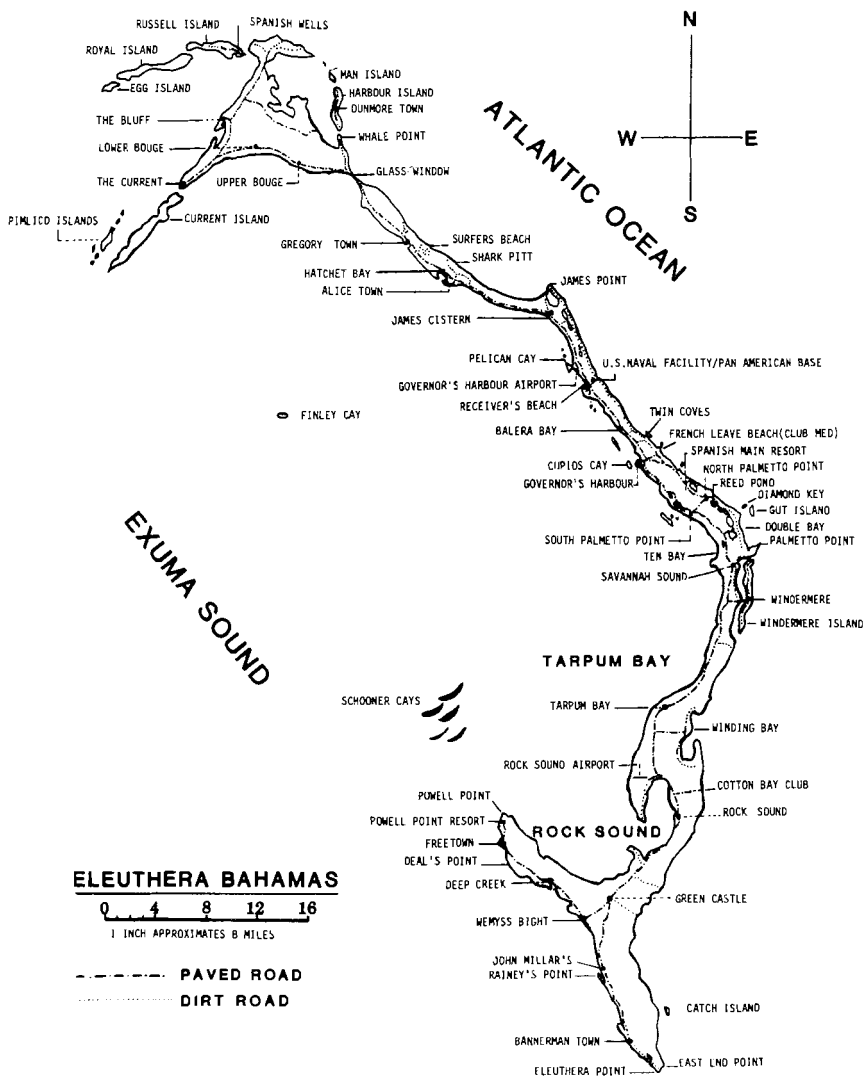 RUSSELL ISLAND
SPANISH WELLS
ROYAL ISLAND
EGG ISLAND
MAN ISLAND
HARBOUR ISLAND
DUNMORE TOWN
THE BLUFF
WHALE POINT
LOWER BOUGE
GLASS WINDOW
THE CURRENT
UPPER BOUGE
PIMLICO ISLANDS
CURRENT ISLAND
N
W
E
S
ATLANTIC OCEAN
GREGORY TOWN
SURFERS BEACH
SHARK PITT
HATCHET BAY
ALICE TOWN
JAMES POINT
JAMES CISTERN
PELICAN CAY
U.S.NAVAL FACILITY/PAN AMERICAN BASE
GOVERNOR'S HARBOUR AIRPORT
RECEIVER'S BEACH
FINLEY CAY
TWIN COVES
BALERA BAY
FRENCH LEAVE BEACH(CLUB MED)
SPANISH MAIN RESORT
CUPIDS CAY
NORTH PALMETTO POINT
GOVERNOR'S HARBOUR
REED POND
DIAMOND KEY
GUT ISLAND
DOUBLE BAY
SOUTH PALMETTO POINT
PALMETTO POINT
TEN BAY
SAVANNAH SOUND
WINDERMERE
WINDERMERE ISLAND
EXUMA SOUND
TARPUM BAY
SCHOONER CAYS
TARPUM BAY
WINDING BAY
ROCK SOUND AIRPORT
COTTON BAY CLUB
POWELL POINT
ROCK SOUND
POWELL POINT RESORT
ROCK SOUND
FREETOWN
DEAL'S POINT
DEEP CREEK
GREEN CASTLE
WEMYSS BIGHT
ELEUTHERA BAHAMAS
0 8 12 16
1 INCH APPROXIMATES 8 MILES
PAVED ROAD
DIRT ROAD
JOHN MILLAR'S
RAINEY'S POINT
CATCH ISLAND
BANNERMAN TOWN
EAST LND POINT
ELEUTHERA POINT